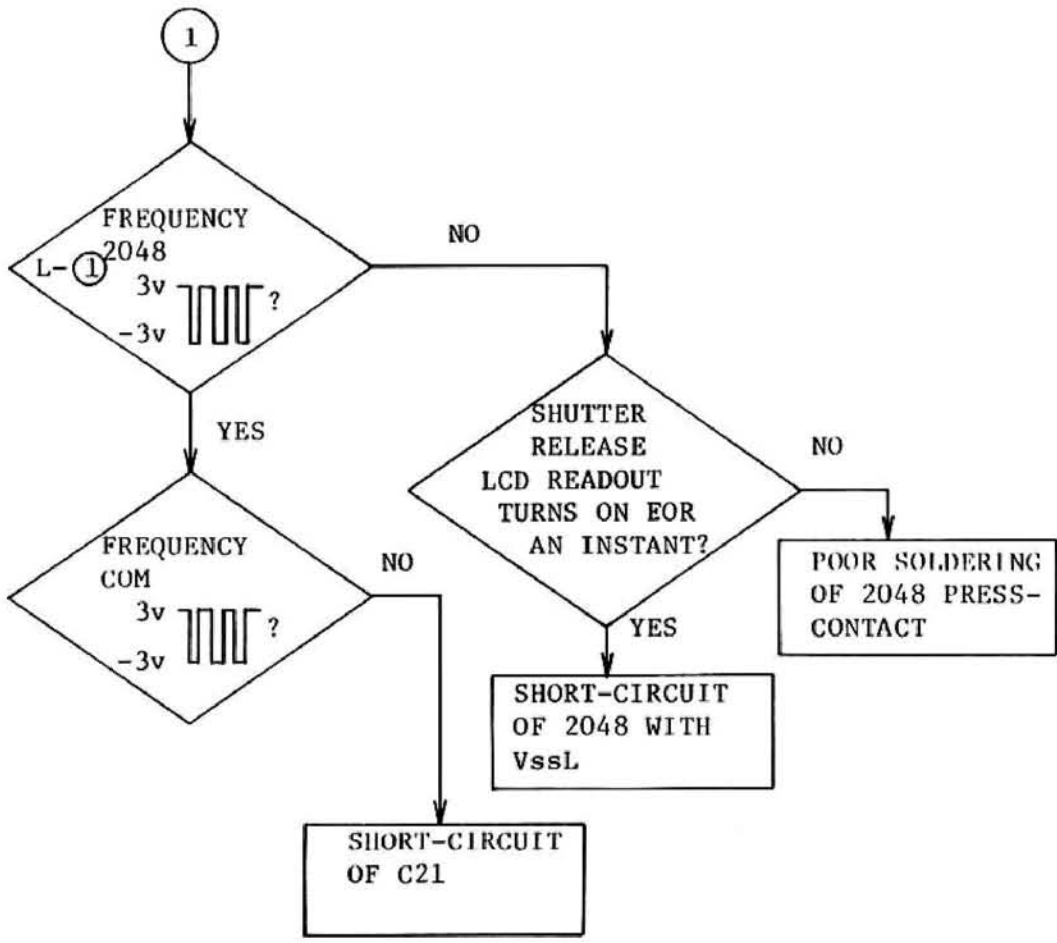 1
FREQUENCY
2048
L-①
3v
?
-3v
NO
YES
SHUTTER
RELEASE
LCD READOUT
TURNS ON EOR
AN INSTANT?
NO
YES
FREQUENCY
COM
3v
?
-3v
NO
POOR SOLDERING
OF 2048 PRESS-
CONTACT
SHORT-CIRCUIT
OF 2048 WITH
VssL
SHORT-CIRCUIT
OF C21